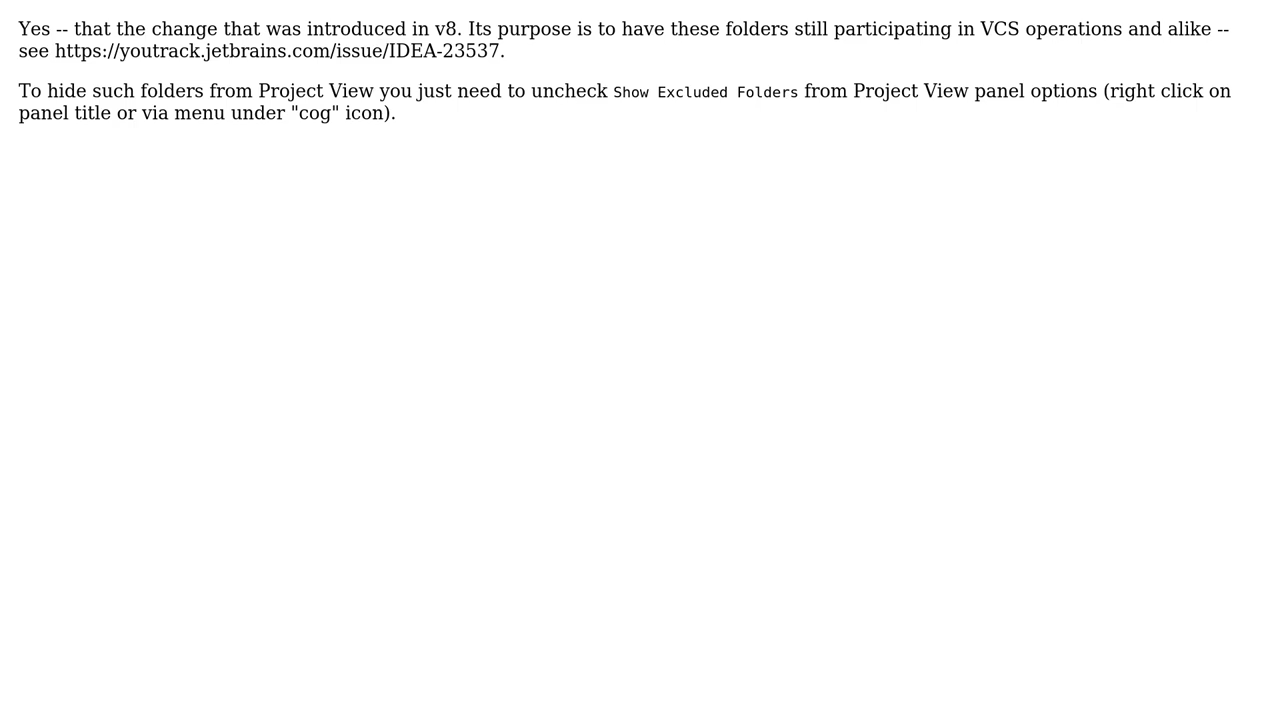 Yes -- that the change that was introduced in v8. Its purpose is to have these folders still participating in VCS operations and alike --
see https://youtrack.jetbrains.com/issue/IDEA-23537.
To hide such folders from Project View you just need to uncheck Show Excluded Folders from Project View panel options (right click on
panel title or via menu under "cog" icon).